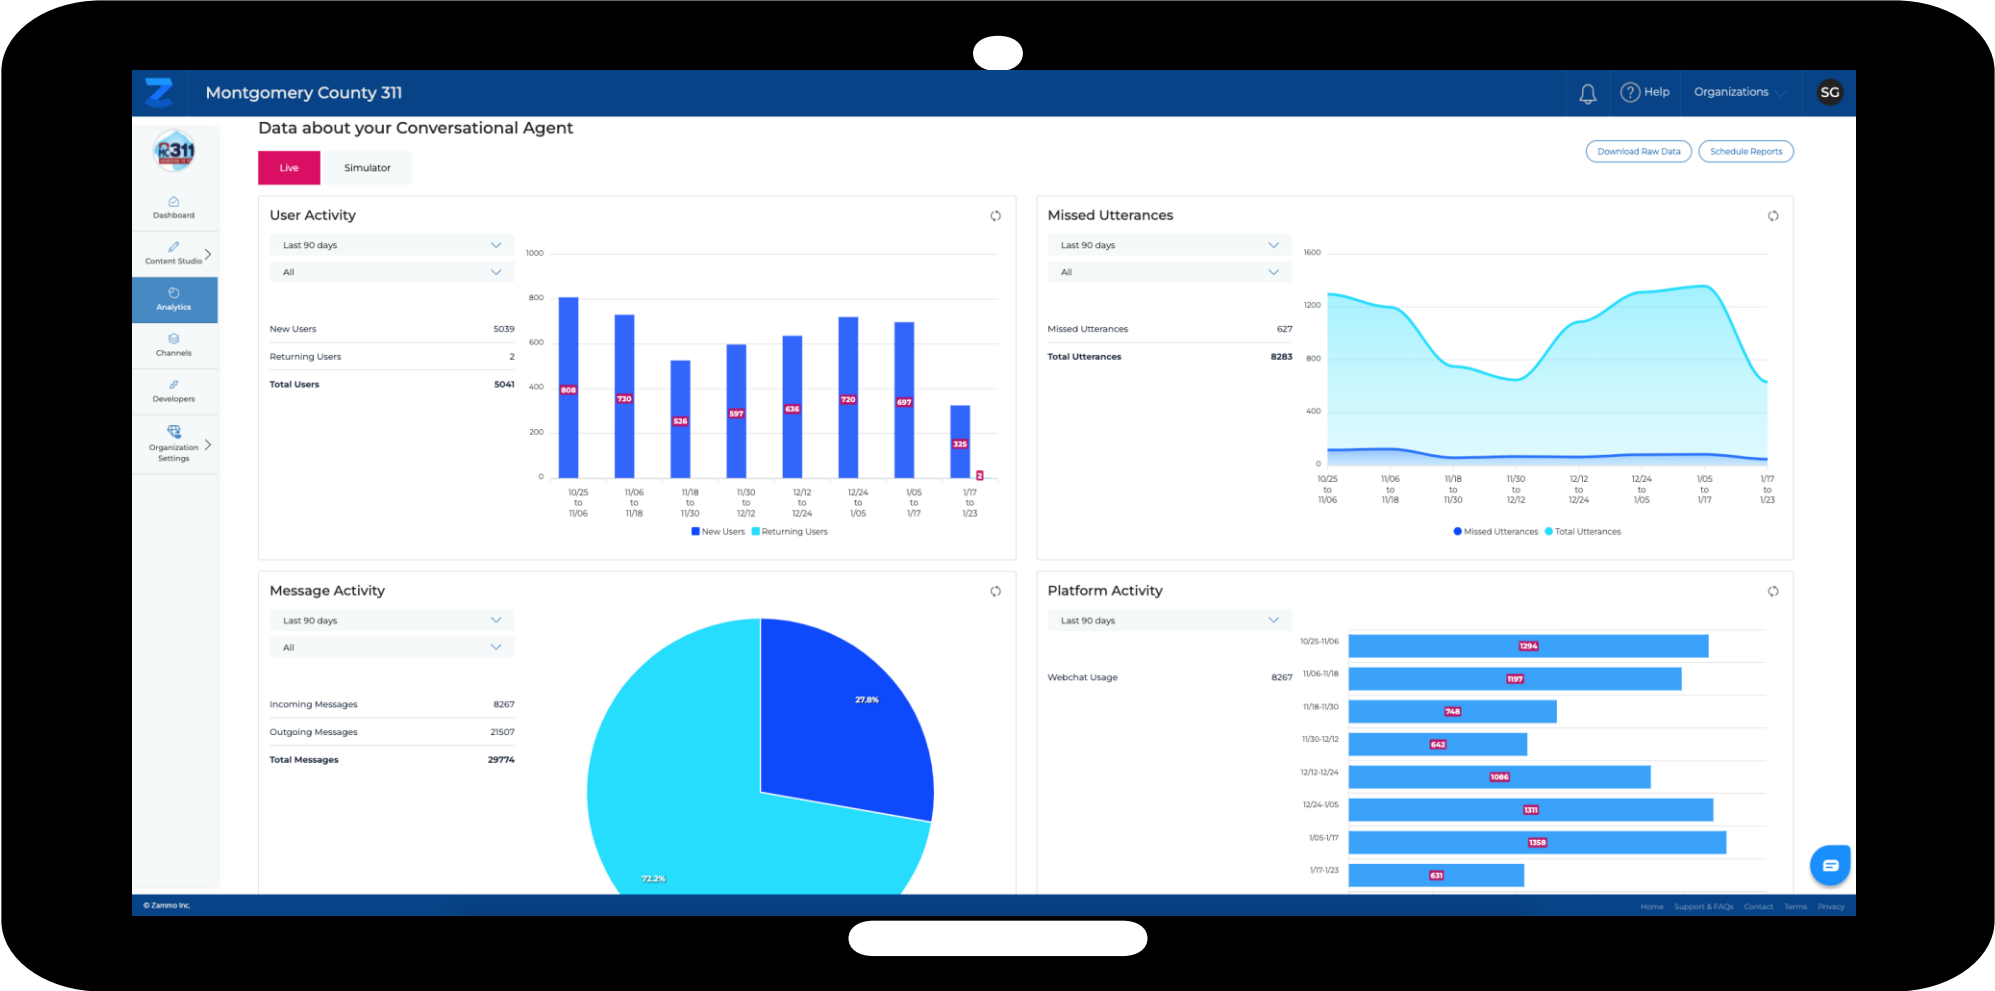 Montgomery County 311
Help
Organizations
SG
311
Dashboard
Content Studio
Analytics
Channels
Developers
Organization
Settings
Data about your Conversational Agent
Live
Simulator
Download Raw Data
Schedule Reports
User Activity
Last 90 days
All
New Users 5039
Returning Users 2
Total Users 5041
1000
800
600
400
200
0
808
730
526
597
636
720
697
325
2
10/25 to 11/06
11/06 to 11/18
11/18 to 11/30
11/30 to 12/12
12/12 to 12/24
12/24 to 1/05
1/05 to 1/17
1/17 to 1/23
New Users Returning Users
Missed Utterances
Last 90 days
All
Missed Utterances 627
Total Utterances 8283
1600
1200
800
400
0
10/25 to 11/06
11/06 to 11/18
11/18 to 11/30
11/30 to 12/12
12/12 to 12/24
12/24 to 1/05
1/05 to 1/17
1/17 to 1/23
Missed Utterances Total Utterances
Message Activity
Last 90 days
All
Incoming Messages 8267
Outgoing Messages 21507
Total Messages 29774
27.8%
72.2%
Platform Activity
Last 90 days
Webchat Usage 8267
10/25-11/06 1294
11/06-11/18 1197
11/18-11/30 748
11/30-12/12 642
12/12-12/24 1086
12/24-1/05 1311
1/05-1/17 1358
1/17-1/23 631
© Zammo Inc.
Home Support & FAQs Contact Terms Privacy